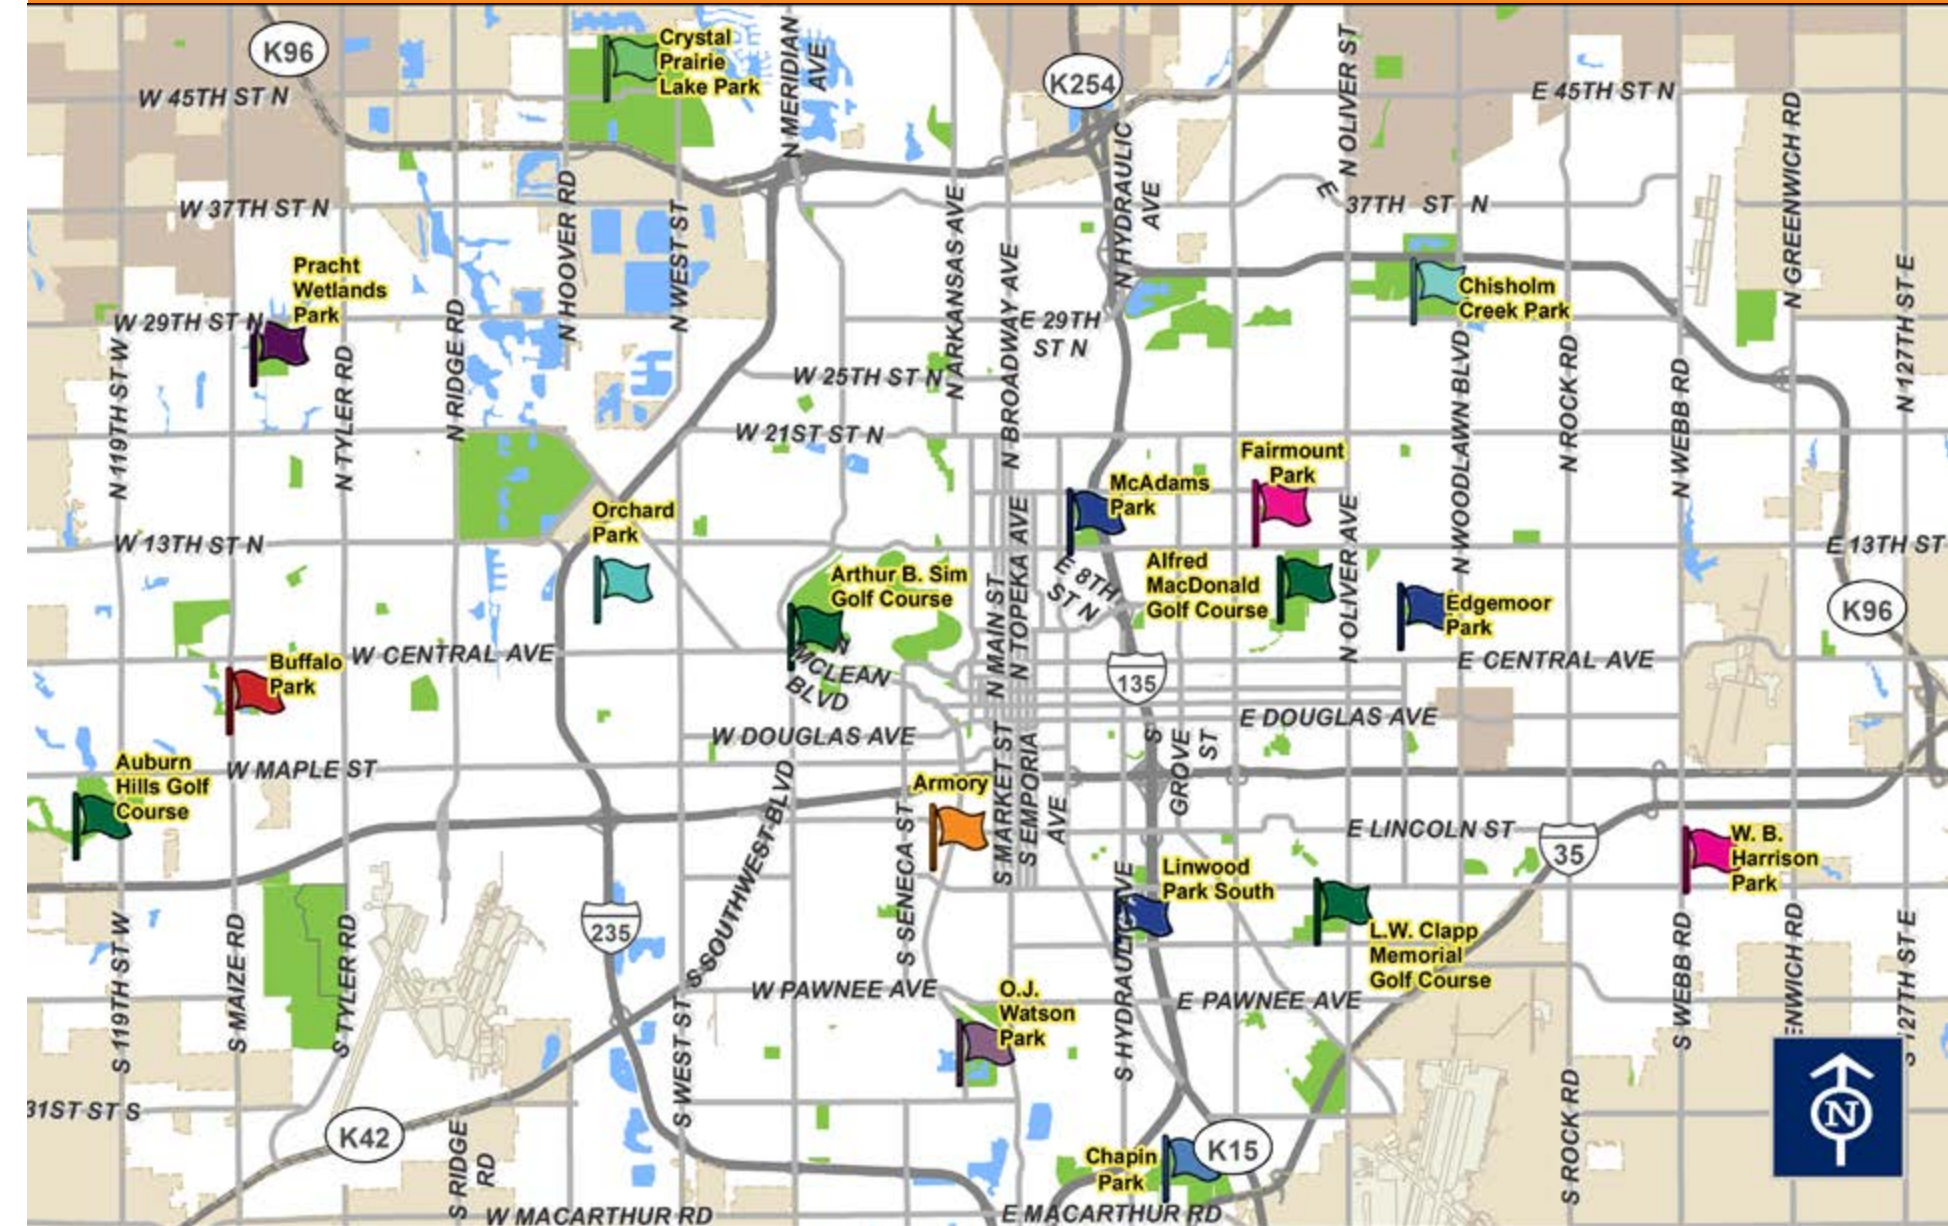 K96
Crystal
Prairie
Lake Park
N MERIDIAN
AVE
K254
N OLIVER ST
W 45TH ST N
E 45TH ST N
N GREENWICH RD
N HYDRAULIC
AVE
W 37TH ST N
N HOOVER RD
N WEST ST
N ARKANSAS AVE
E 37TH ST N
Pracht
Wetlands
Park
N BROADWAY AVE
Chisholm
Creek Park
N 127TH ST E
W 29TH ST N
E 29TH
ST N
N 119TH ST W
N TYLER RD
N RIDGE RD
W 25TH ST N
N WOODLAWN BLVD
N ROCK RD
N WEBB RD
W 21ST ST N
Fairmount
Park
McAdams
Park
Orchard
Park
W 13TH ST N
N TOPEKA AVE
N OLIVER AVE
E 13TH ST
Arthur B. Sim
Golf Course
E 8TH
ST N
Alfred
MacDonald
Golf Course
Edgemoor
Park
K96
N MAIN ST
Buffalo
Park
W CENTRAL AVE
N
MCLEAN
BLVD
135
E CENTRAL AVE
W DOUGLAS AVE
E DOUGLAS AVE
S
GROVE
ST
Auburn
Hills Golf
Course
W MAPLE ST
Armory
S MARKET ST
S EMPORIA
AVE
S SOUTHWEST BLVD
S SENECA ST
E LINCOLN ST
35
W. B.
Harrison
Park
Linwood
Park South
S HYDRAULIC AVE
235
L.W. Clapp
Memorial
Golf Course
S 119TH ST W
S MAIZE RD
S TYLER RD
S WEST ST
W PAWNEE AVE
O.J.
Watson
Park
E PAWNEE AVE
S WEBB RD
ENWICH RD
S 127TH ST E
31ST ST S
K42
S RIDGE
RD
Chapin
Park
K15
S ROCK RD
N
W MACARTHUR RD
E MACARTHUR RD